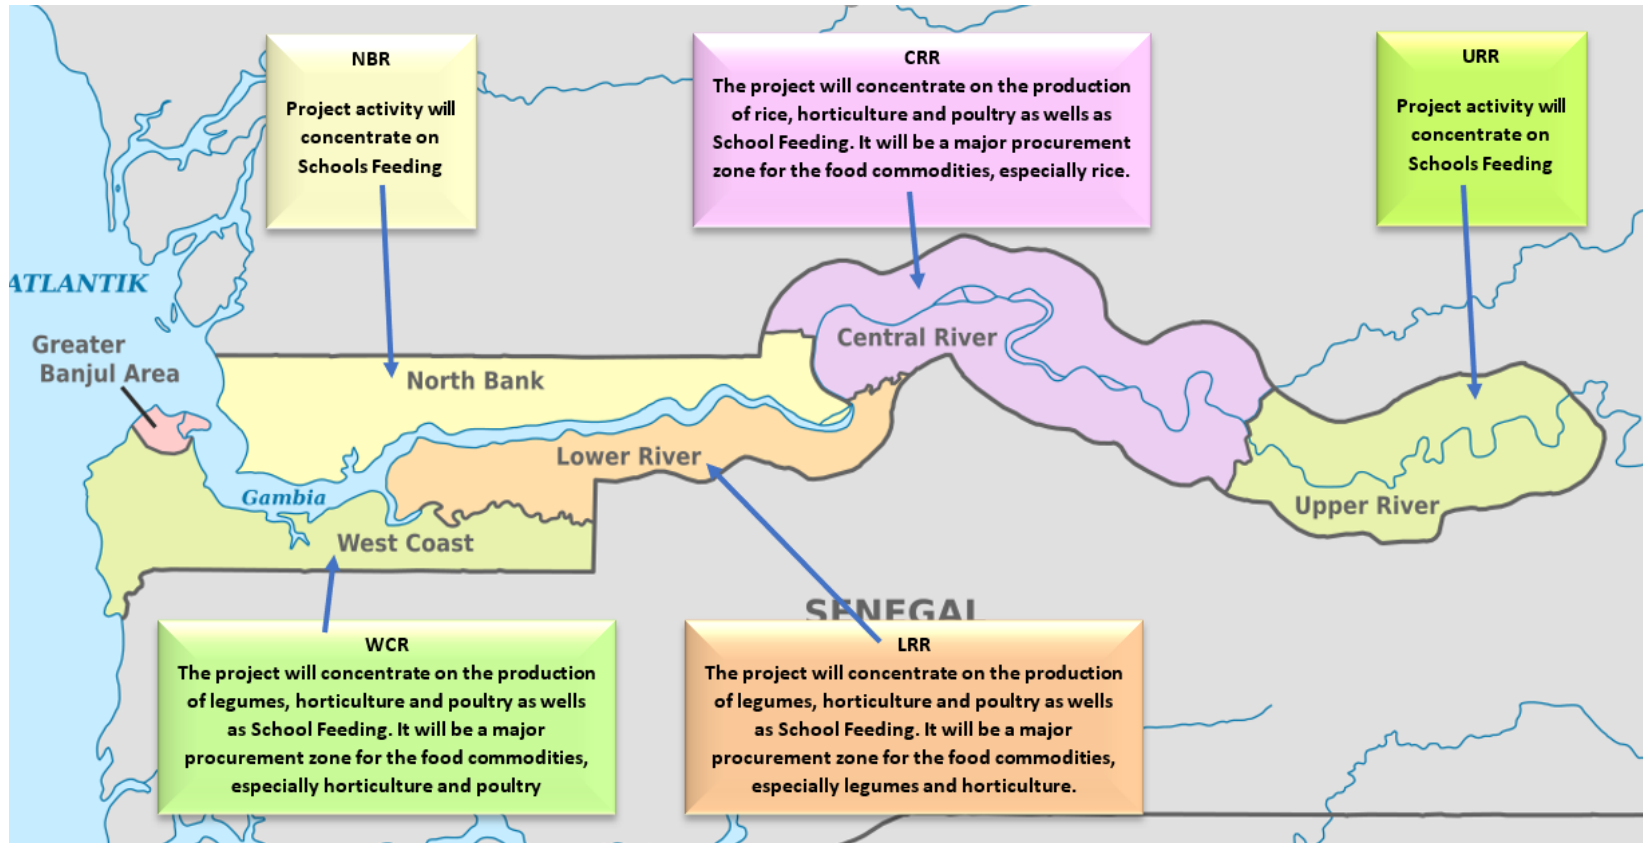 NBR
Project activity will
concentrate on
Schools Feeding
CRR
The project will concentrate on the production
of rice, horticulture and poultry as wells as
School Feeding. It will be a major procurement
zone for the food commodities, especially rice.
URR
Project activity will
concentrate on
Schools Feeding
ATLANTIK
Greater
Banjul Area
North Bank
Central River
Lower River
Gambia
West Coast
Upper River
SENEGAL
WCR
The project will concentrate on the production
of legumes, horticulture and poultry as wells
as School Feeding. It will be a major
procurement zone for the food commodities,
especially horticulture and poultry
LRR
The project will concentrate on the production
of legumes, horticulture and poultry as wells
as School Feeding. It will be a major
procurement zone for the food commodities,
especially legumes and horticulture.